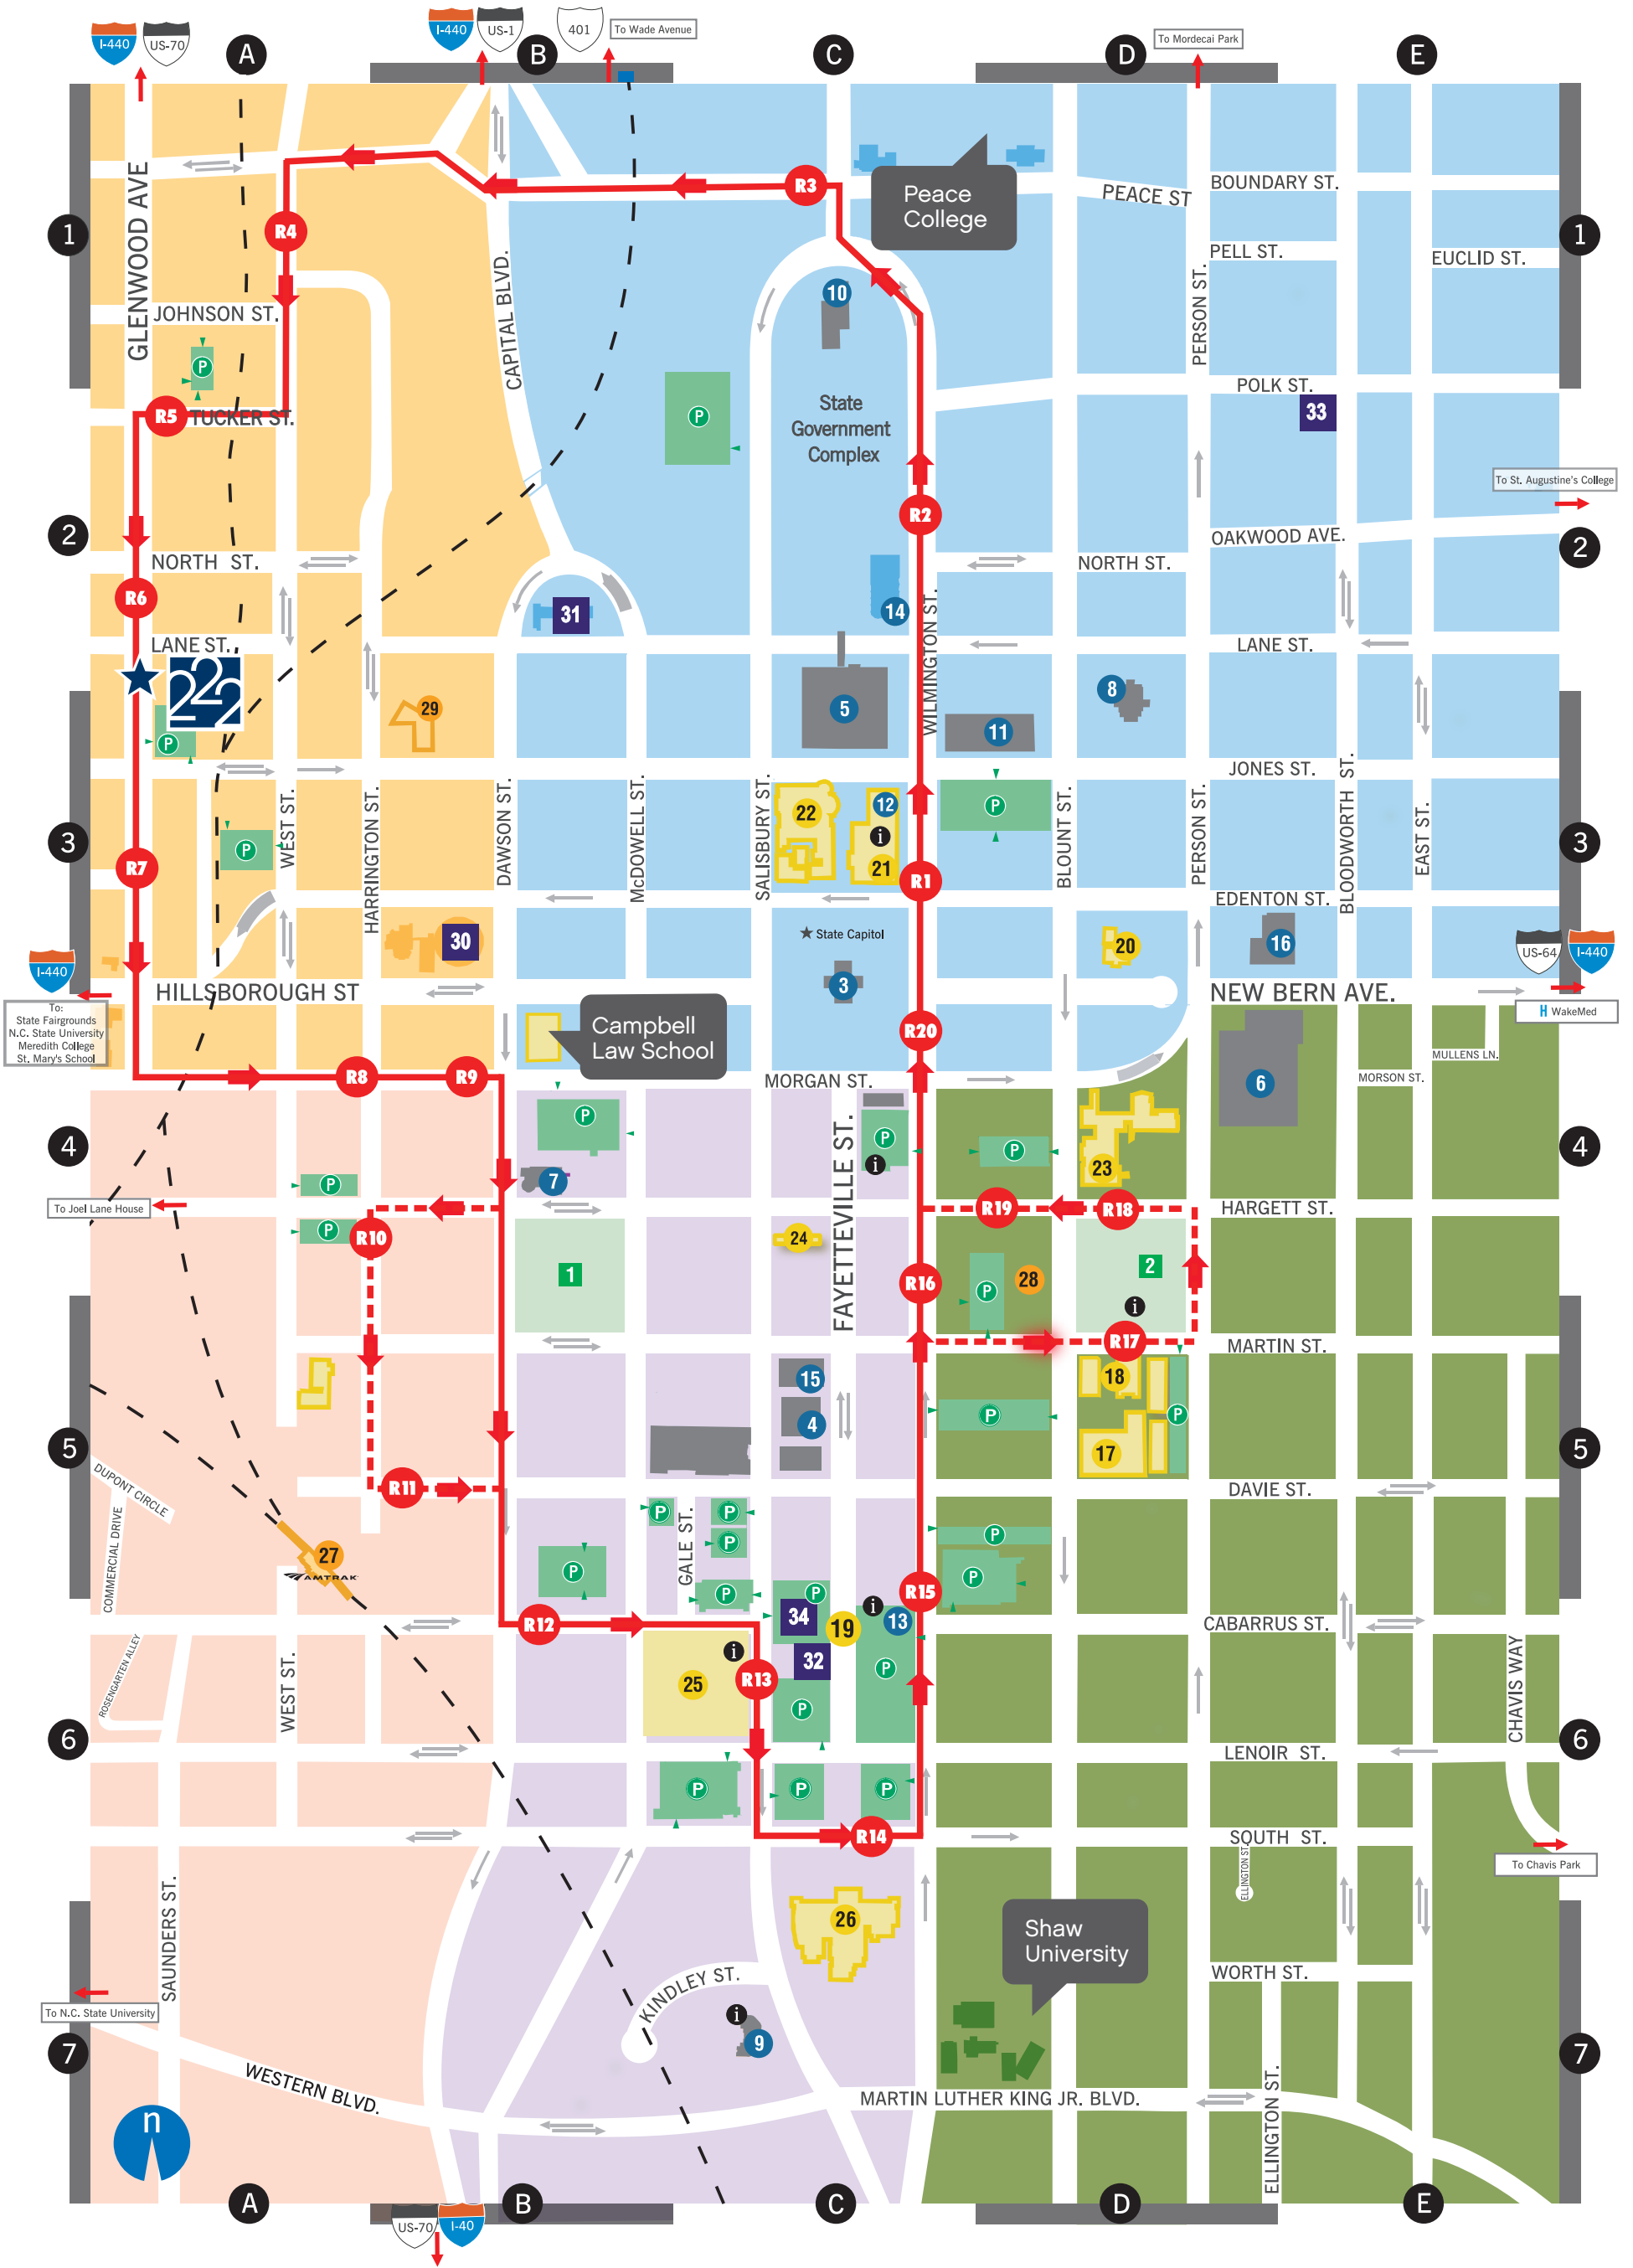 I-440
US-70
A
I-440
US-1
401
To Wade Avenue
B
C
D
To Mordecai Park
E
1
GLENWOOD AVE
R4
JOHNSON ST.
P
R5
TUCKER ST.
CAPITAL BLVD.
R3
Peace
College
PEACE ST
BOUNDARY ST.
PELL ST.
EUCLID ST.
PERSON ST.
1
10
State
Government
Complex
P
POLK ST.
33
To St. Augustine's College
R2
2
NORTH ST.
R6
LANE ST.
222
P
31
14
WILMINGTON ST.
NORTH ST.
OAKWOOD AVE.
2
LANE ST.
29
5
11
8
JONES ST.
3
R7
P
WEST ST.
HARRINGTON ST.
DAWSON ST.
McDOWELL ST.
SALISBURY ST.
22
12
i
21
R1
P
BLOUNT ST.
PERSON ST.
BLOODWORTH ST.
EAST ST.
3
EDENTON ST.
30
State Capitol
3
20
16
I-440
US-64
I-440
HILLSBOROUGH ST
NEW BERN AVE.
H WakeMed
To:
State Fairgrounds
N.C. State University
Meredith College
St. Mary's School
Campbell
Law School
R20
MULLENS LN.
R8
R9
MORGAN ST.
6
MORSON ST.
4
P
7
FAYETTEVILLE ST.
P
i
P
23
4
P
To Joel Lane House
R19
R18
HARGETT ST.
P
R10
1
24
R16
P
28
2
i
R17
MARTIN ST.
15
4
18
17
P
P
5
5
DUPONT CIRCLE
COMMERCIAL DRIVE
R11
DAVIE ST.
P
P
P
GALE ST.
P
P
27
AMTRAK
P
P
P
R15
P
R12
34
19
i
13
CABARRUS ST.
ROSENGARTEN ALLEY
WEST ST.
i
25
R13
32
P
P
CHAVIS WAY
6
LENOIR ST.
6
P
P
P
R14
SOUTH ST.
ELLINGTON ST.
To Chavis Park
SAUNDERS ST.
26
Shaw
University
WORTH ST.
To N.C. State University
KINDLEY ST.
i
9
7
7
WESTERN BLVD.
MARTIN LUTHER KING JR. BLVD.
ELLINGTON ST.
n
A
B
C
D
E
US-70
I-40